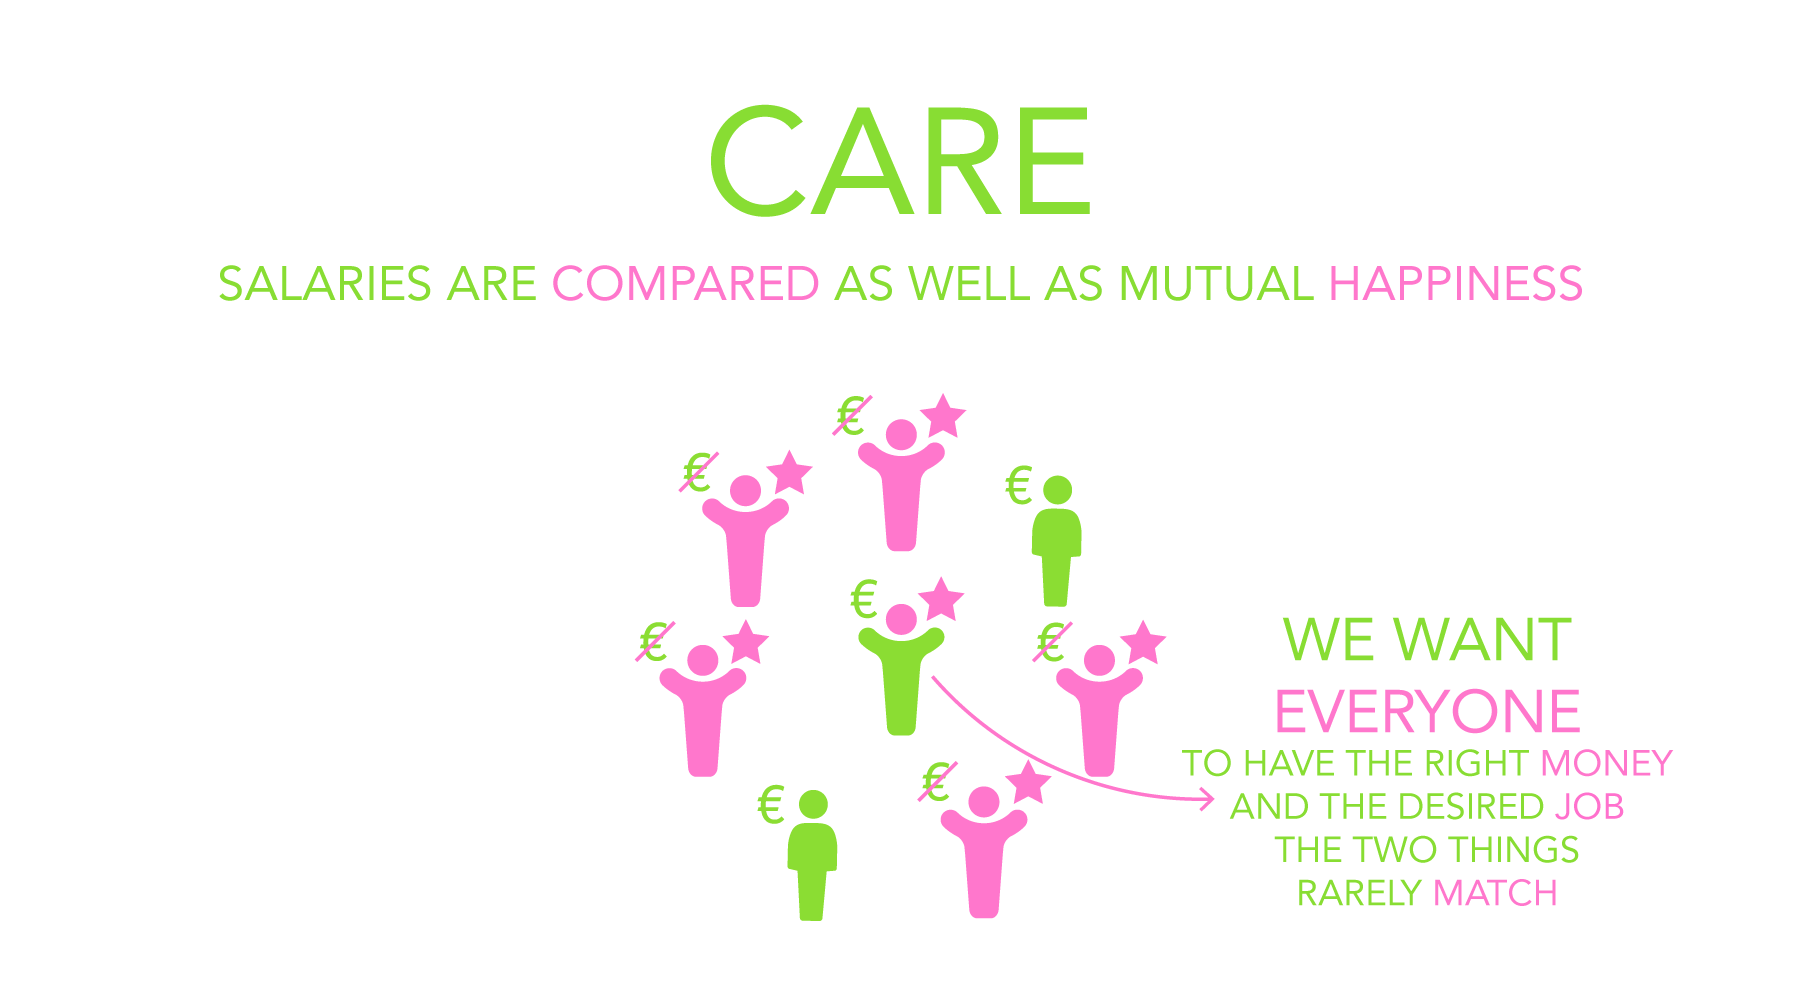 CARE
SALARIES ARE COMPARED AS WELL AS MUTUAL HAPPINESS
€
€
€
€
€
€
€
€
WE WANT
EVERYONE
TO HAVE THE RIGHT MONEY
AND THE DESIRED JOB
THE TWO THINGS
RARELY MATCH